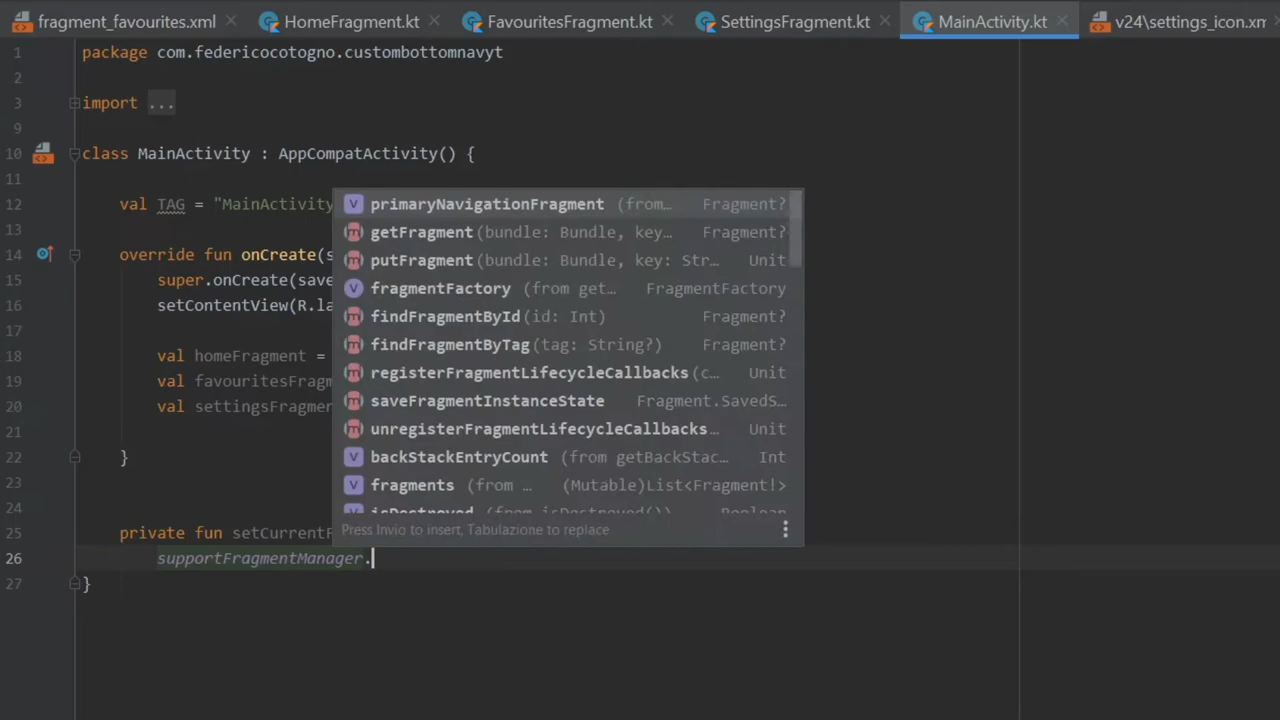 fragment_favourites.xml HomeFragment.kt FavouritesFragment.kt SettingsFragment.kt MainActivity.kt v24\settings_icon.xm
1 package com.federicocotogno.custombottomnavyt
2
3 import ...
9
10 class MainActivity : AppCompatActivity() {
11
12 val TAG = "MainActivity
13
14 override fun onCreate(s
15 super.onCreate(save
16 setContentView(R.la
17
18 val homeFragment =
19 val favouritesFragm
20 val settingsFragmen
21
22 }
23
24
25 private fun setCurrentF
26 supportFragmentManager.
27 }
primaryNavigationFragment (from… Fragment?
getFragment(bundle: Bundle, key… Fragment?
putFragment(bundle: Bundle, key: Str… Unit
fragmentFactory (from get… FragmentFactory
findFragmentById(id: Int) Fragment?
findFragmentByTag(tag: String?) Fragment?
registerFragmentLifecycleCallbacks(c… Unit
saveFragmentInstanceState Fragment.SavedS…
unregisterFragmentLifecycleCallbacks… Unit
backStackEntryCount (from getBackStac… Int
fragments (from … (Mutable)List<Fragment!>
isDestroyed (from isDestroyed()) Boolean
Press Invio to insert, Tabulazione to replace